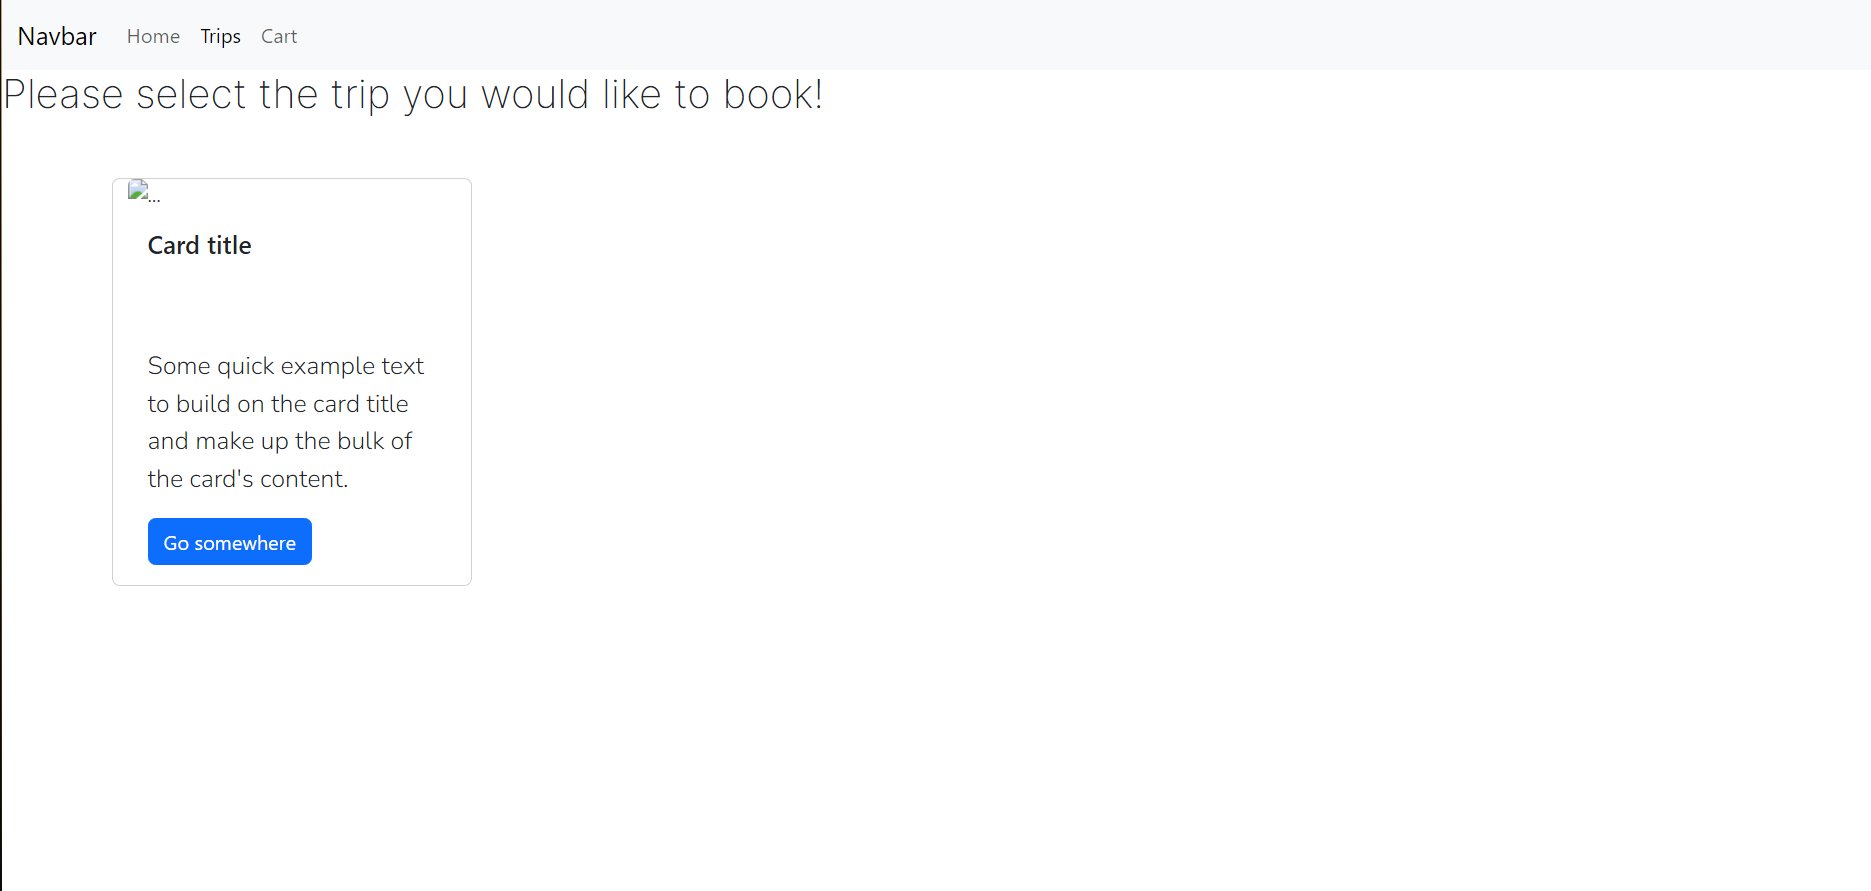 Navbar Home Trips Cart
Please select the trip you would like to book!
...
Card title
Some quick example text
to build on the card title
and make up the bulk of
the card's content.
Go somewhere